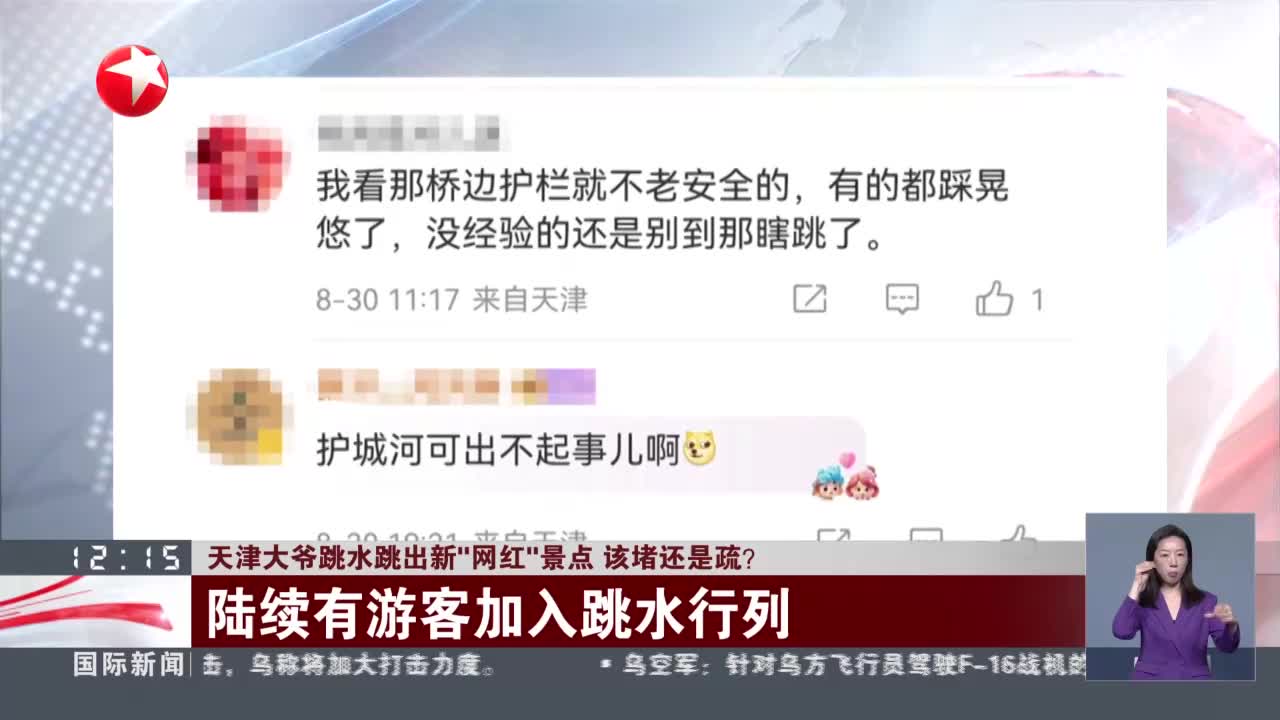 我看那桥边护栏就不老安全的，有的都踩晃
悠了，没经验的还是别到那瞎跳了。
8-30 11:17 来自天津
1
护城河可出不起事儿啊
来自天津
12:15
天津大爷跳水跳出新"网红"景点 该堵还是疏?
陆续有游客加入跳水行列
国际新闻
击，乌称将加大打击力度。 ▪ 乌空军：针对乌方飞行员驾驶F-16战机的